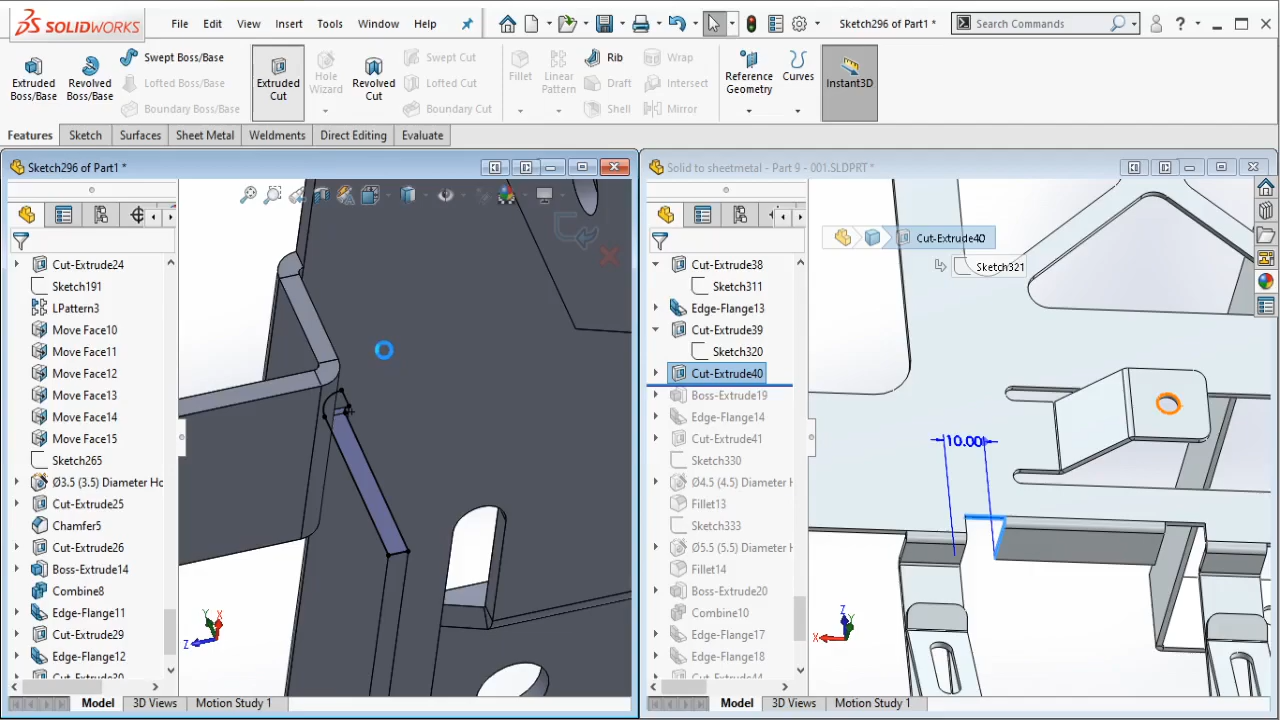 SOLIDWORKS
File Edit View Insert Tools Window Help
Sketch296 of Part1 *
Search Commands
Extruded Boss/Base
Revolved Boss/Base
Swept Boss/Base
Lofted Boss/Base
Boundary Boss/Base
Extruded Cut
Hole Wizard
Revolved Cut
Swept Cut
Lofted Cut
Boundary Cut
Fillet
Linear Pattern
Rib
Draft
Shell
Wrap
Intersect
Mirror
Reference Geometry
Curves
Instant3D
Features Sketch Surfaces Sheet Metal Weldments Direct Editing Evaluate
Sketch296 of Part1 *
Cut-Extrude24
Sketch191
LPattern3
Move Face10
Move Face11
Move Face12
Move Face13
Move Face14
Move Face15
Sketch265
Ø3.5 (3.5) Diameter Ho
Cut-Extrude25
Chamfer5
Cut-Extrude26
Boss-Extrude14
Combine8
Edge-Flange11
Cut-Extrude29
Edge-Flange12
Y
X
Z
Model 3D Views Motion Study 1
Solid to sheetmetal - Part 9 - 001.SLDPRT *
Cut-Extrude38
Sketch311
Edge-Flange13
Cut-Extrude39
Sketch320
Cut-Extrude40
Boss-Extrude19
Edge-Flange14
Cut-Extrude41
Sketch330
Ø4.5 (4.5) Diameter H
Fillet13
Sketch333
Ø5.5 (5.5) Diameter H
Fillet14
Boss-Extrude20
Combine10
Edge-Flange17
Edge-Flange18
Cut-Extrude40
Sketch321
10.00
Z
Y
X
Model 3D Views Motion Study 1